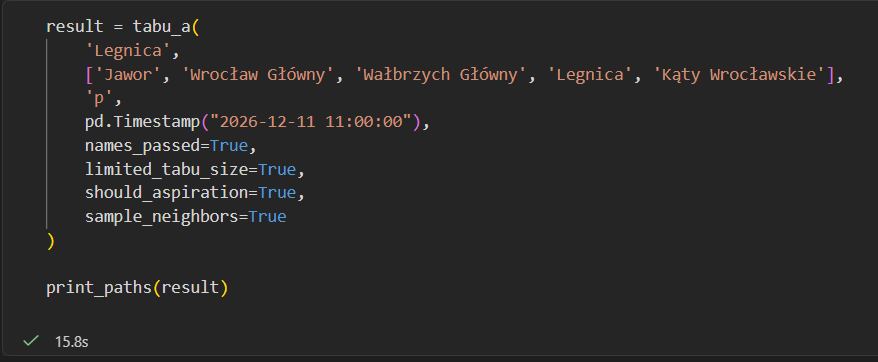 result = tabu_a(
    'Legnica',
    ['Jawor', 'Wrocław Główny', 'Wałbrzych Główny', 'Legnica', 'Kąty Wrocławskie'],
    'p',
    pd.Timestamp("2026-12-11 11:00:00"),
    names_passed=True,
    limited_tabu_size=True,
    should_aspiration=True,
    sample_neighbors=True
)
print_paths(result)
15.8s